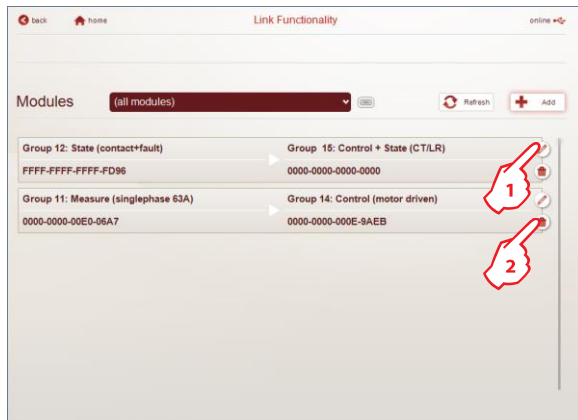 back home Link Functionality online
Modules (all modules) Refresh Add
Group 12: State (contact+fault) Group 15: Control + State (CT/LR)
FFFF-FFFF-FFFF-FD96 0000-0000-0000-0000
1
Group 11: Measure (singlephase 63A) Group 14: Control (motor driven)
0000-0000-00E0-06A7 0000-0000-000E-9AEB
2